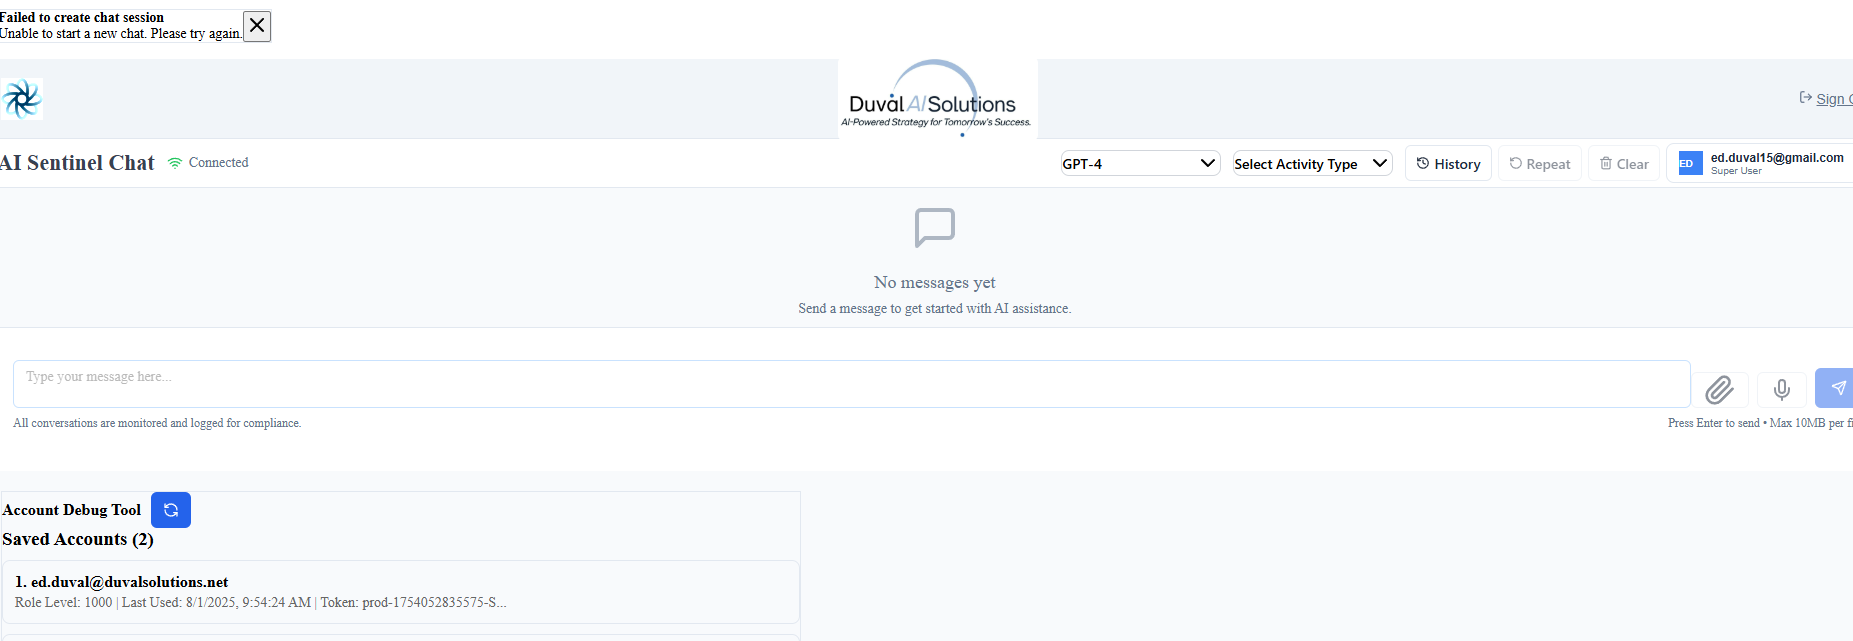 Failed to create chat session
Unable to start a new chat. Please try again.
Duval AI Solutions
AI-Powered Strategy for Tomorrow's Success.
Sign
AI Sentinel Chat
Connected
GPT-4
Select Activity Type
History
Repeat
Clear
ED
ed.duval15@gmail.com
Super User
No messages yet
Send a message to get started with AI assistance.
Type your message here...
All conversations are monitored and logged for compliance.
Press Enter to send • Max 10MB per
Account Debug Tool
Saved Accounts (2)
1. ed.duval@duvalsolutions.net
Role Level: 1000 | Last Used: 8/1/2025, 9:54:24 AM | Token: prod-1754052835575-S...